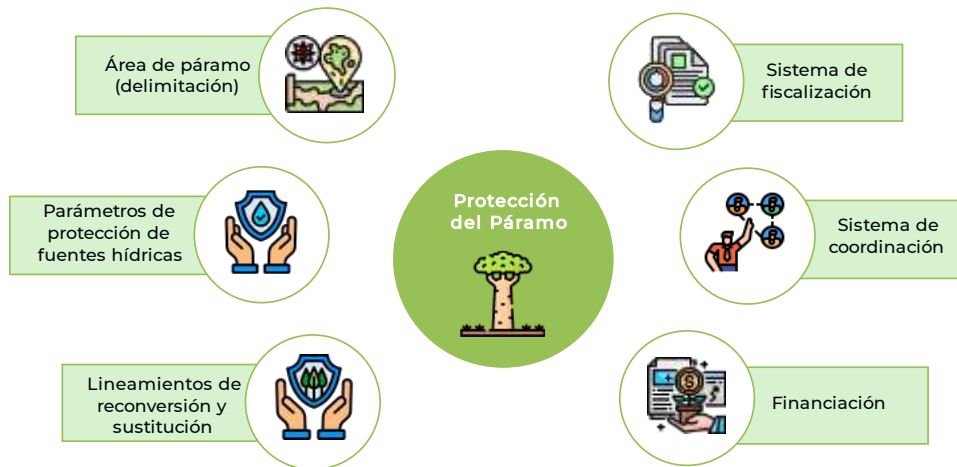 Área de páramo
(delimitación)
Parámetros de
protección de
fuentes hídricas
Lineamientos de
reconversión y
sustitución
Protección
del Páramo
Sistema de
fiscalización
Sistema de
coordinación
Financiación